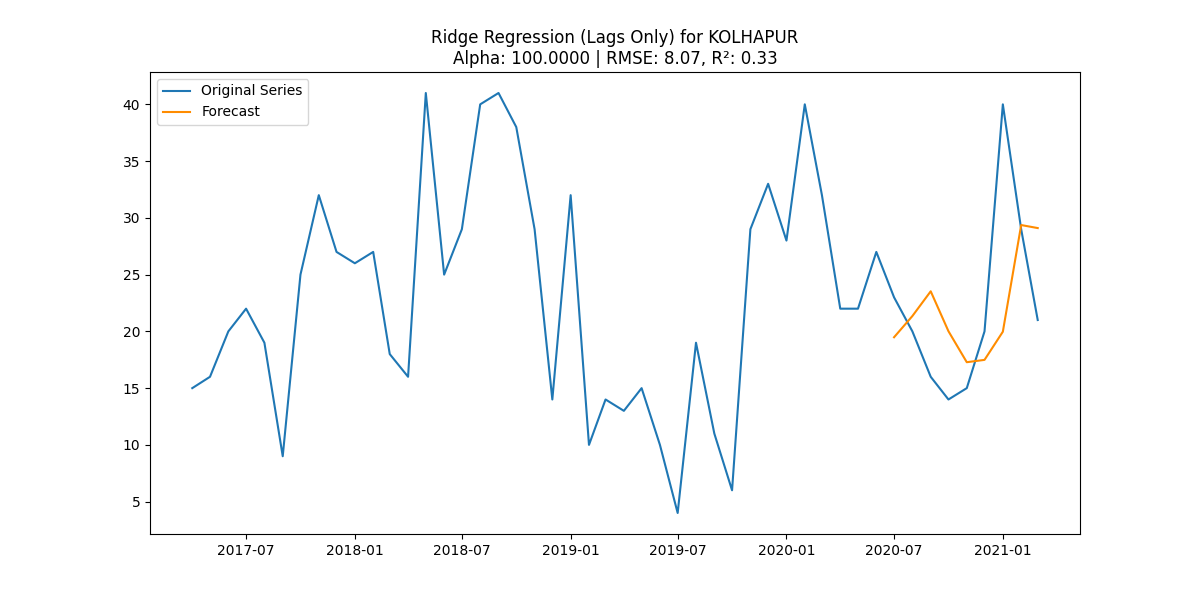 Ridge Regression (Lags Only) for KOLHAPUR
Alpha: 100.0000 | RMSE: 8.07, R²: 0.33
Original Series
Forecast
40
35
30
25
20
15
10
5
2017-07 2018-01 2018-07 2019-01 2019-07 2020-01 2020-07 2021-01